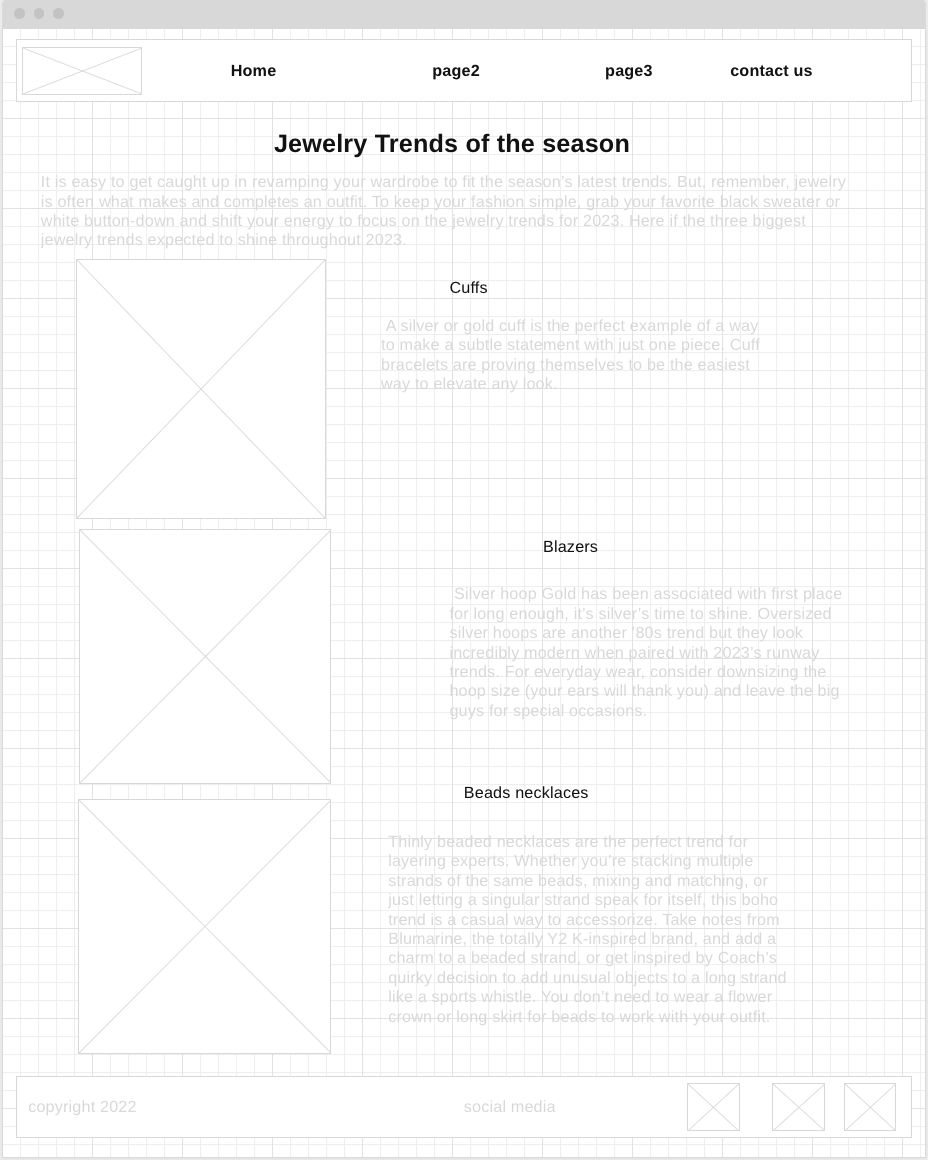 Home page2 page3 contact us
Jewelry Trends of the season
It is easy to get caught up in revamping your wardrobe to fit the season's latest trends. But, remember, jewelry
is often what makes and completes an outfit. To keep your fashion simple, grab your favorite black sweater or
white button-down and shift your energy to focus on the jewelry trends for 2023. Here if the three biggest
jewelry trends expected to shine throughout 2023.
Cuffs
A silver or gold cuff is the perfect example of a way
to make a subtle statement with just one piece. Cuff
bracelets are proving themselves to be the easiest
way to elevate any look.
Blazers
Silver hoop Gold has been associated with first place
for long enough, it's silver's time to shine. Oversized
silver hoops are another '80s trend but they look
incredibly modern when paired with 2023's runway
trends. For everyday wear, consider downsizing the
hoop size (your ears will thank you) and leave the big
guys for special occasions.
Beads necklaces
Thinly beaded necklaces are the perfect trend for
layering experts. Whether you're stacking multiple
strands of the same beads, mixing and matching, or
just letting a singular strand speak for itself, this boho
trend is a casual way to accessorize. Take notes from
Blumarine, the totally Y2 K-inspired brand, and add a
charm to a beaded strand, or get inspired by Coach's
quirky decision to add unusual objects to a long strand
like a sports whistle. You don't need to wear a flower
crown or long skirt for beads to work with your outfit.
copyright 2022 social media